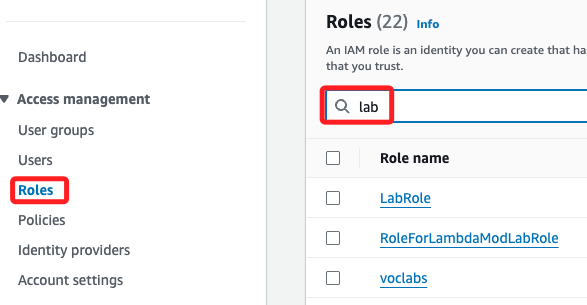 Dashboard
Access management
User groups
Users
Roles
Policies
Identity providers
Account settings
Roles (22) Info
An IAM role is an identity you can create that ha
that you trust.
lab
Role name
LabRole
RoleForLambdaModLabRole
voclabs